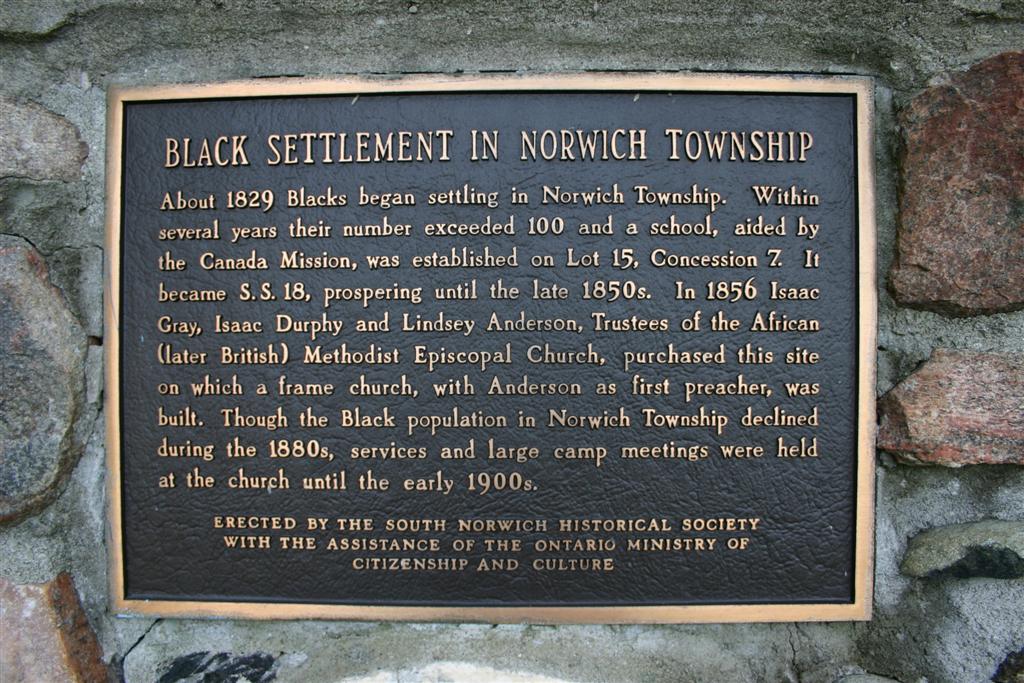 BLACK SETTLEMENT IN NORWICH TOWNSHIP
About 1829 Blacks began settling in Norwich Township. Within
several years their number exceeded 100 and a school, aided by
the Canada Mission, was established on Lot 15, Concession 7. It
became S.S. 18, prospering until the late 1850s. In 1856 Isaac
Gray, Isaac Durphy and Lindsey Anderson, Trustees of the African
(later British) Methodist Episcopal Church, purchased this site
on which a frame church, with Anderson as first preacher, was
built. Though the Black population in Norwich Township declined
during the 1880s, services and large camp meetings were held
at the church until the early 1900s.
ERECTED BY THE SOUTH NORWICH HISTORICAL SOCIETY
WITH THE ASSISTANCE OF THE ONTARIO MINISTRY OF
CITIZENSHIP AND CULTURE